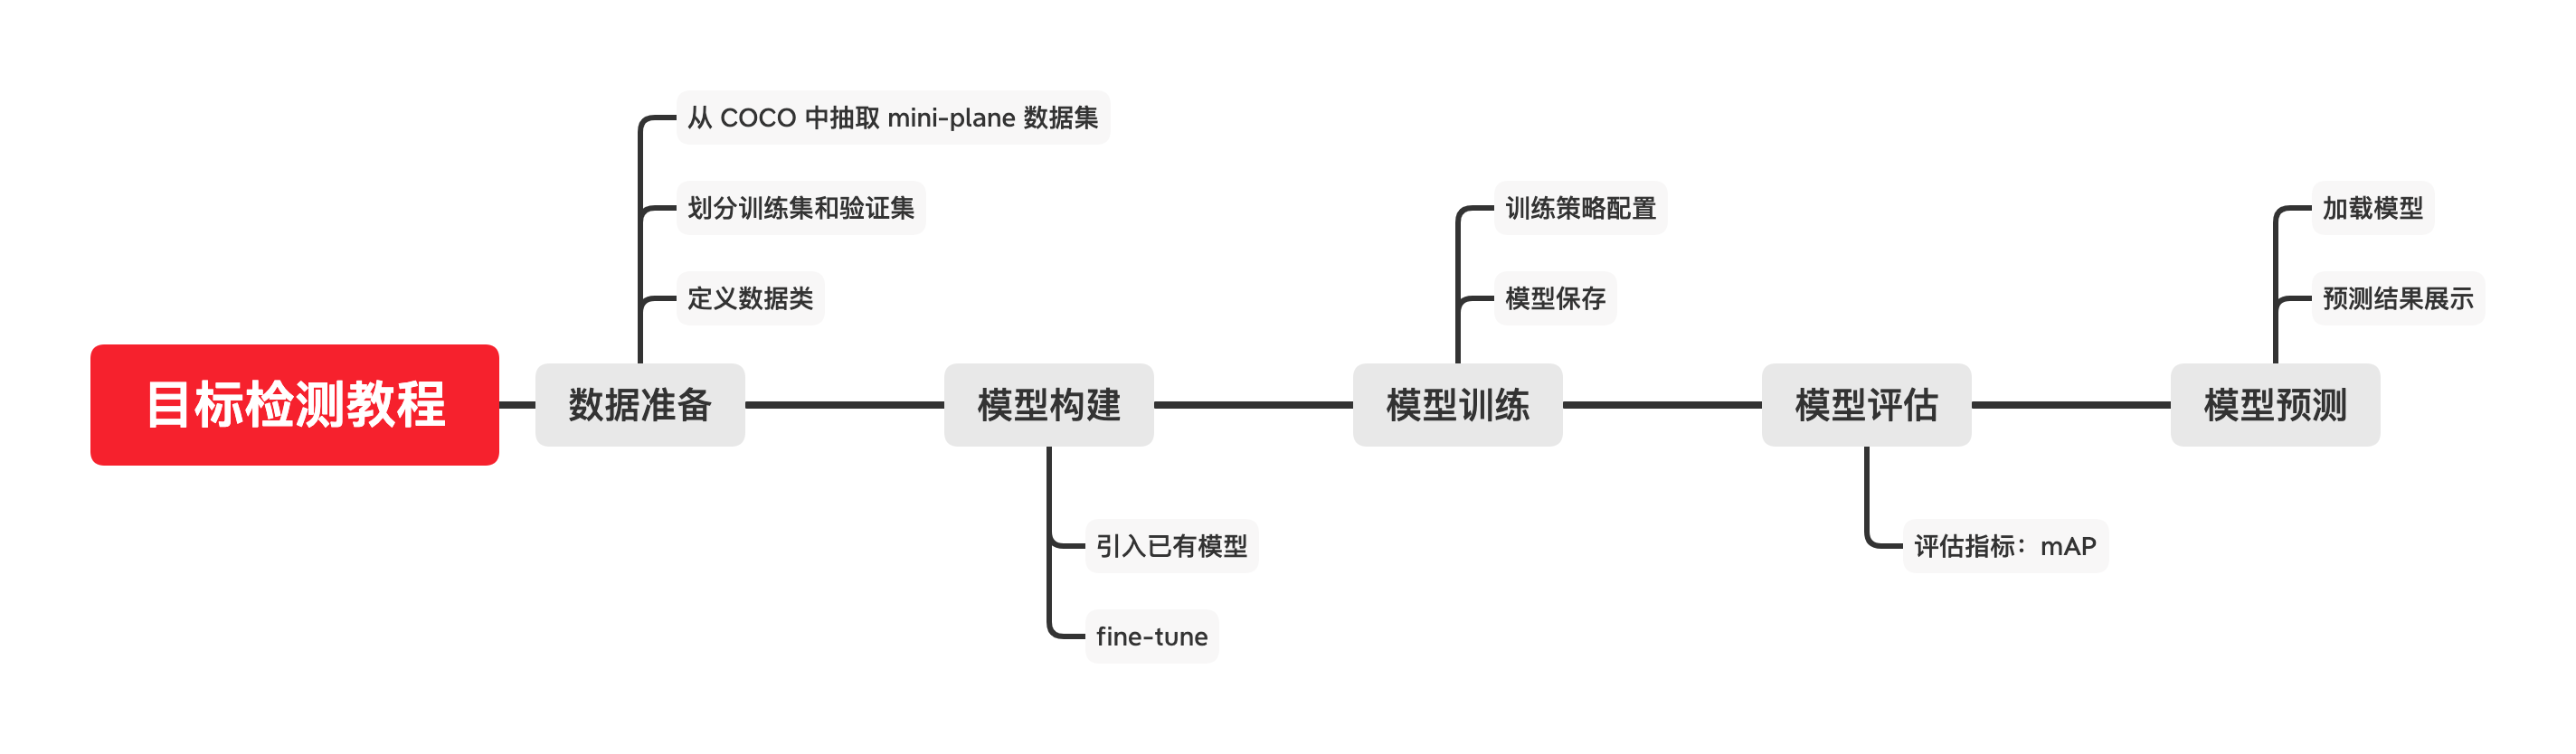 目标检测教程
数据准备
从 COCO 中抽取 mini-plane 数据集
划分训练集和验证集
定义数据类
模型构建
引入已有模型
fine-tune
模型训练
训练策略配置
模型保存
模型评估
评估指标：mAP
模型预测
加载模型
预测结果展示